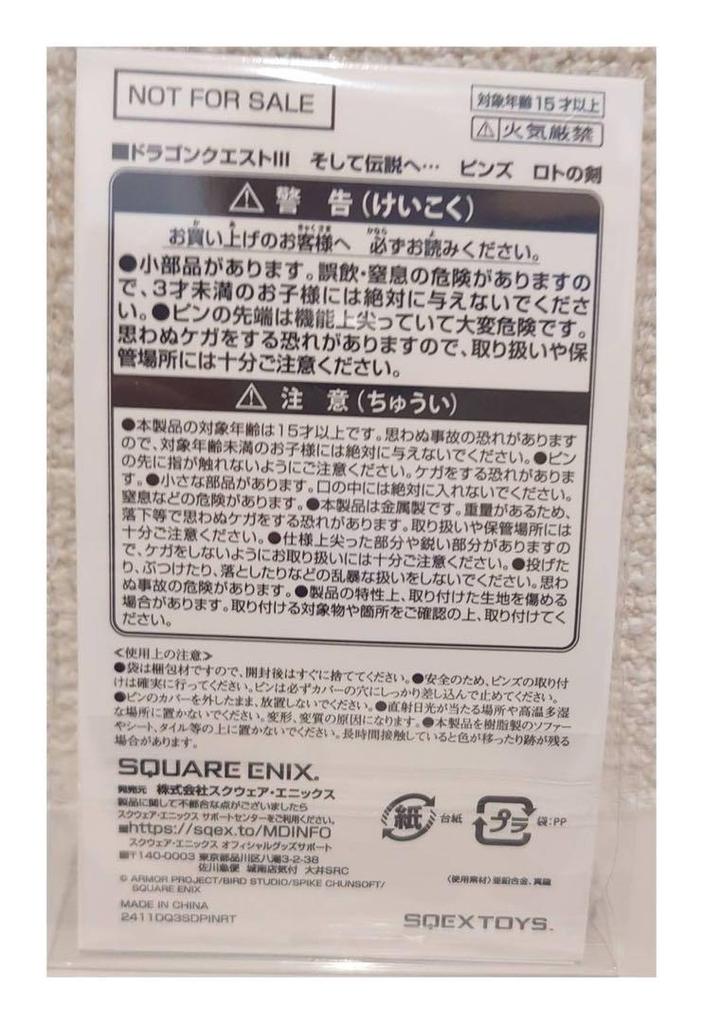 NOT FOR SALE
対象年齢15才以上
⚠火気厳禁
■ドラゴンクエストIII そして伝説へ… ピンズ ロトの剣
⚠ 警 告(けいこく)
お買い上げのお客様へ 必ずお読みください。
●小部品があります。誤飲・窒息の危険がありますの
で、3才未満のお子様には絶対に与えないでくださ
い。●ピンの先端は機能上尖っていて大変危険です。
思わぬケガをする恐れがありますので、取り扱いや保
管場所には十分ご注意ください。
⚠ 注 意(ちゅうい)
●本製品の対象年齢は15才以上です。思わぬ事故の恐れがあります
ので、対象年齢未満のお子様には絶対に与えないでください。●ピン
の先に指が触れないようにご注意ください。ケガをする恐れがありま
す。●小さな部品があります。口の中には絶対に入れないでください。
窒息などの危険があります。●本製品は金属製です。重量があるため、
落下等で思わぬケガをする恐れがあります。取り扱いや保管場所には
十分ご注意ください。●仕様上尖った部分や鋭い部分がありますの
で、ケガをしないようにお取り扱いには十分ご注意ください。●投げた
り、ぶつけたり、落としたりなどの乱暴な扱いをしないでください。思わ
ぬ事故の危険があります。●製品の特性上、取り付けた生地を傷める
場合があります。取り付ける対象物や箇所をご確認の上、取り付けてく
ださい。
≪使用上の注意≫
●袋は梱包材ですので、開封後はすぐに捨ててください。●安全のため、ピンズの取り付
けは確実に行ってください。ピンは必ずカバーの穴にしっかり差し込んで止めてください。
●ピンのカバーを外したまま、放置しないでください。●直射日光が当たる場所や高温多湿
な場所に置かないでください。変形、変質の原因になります。●本製品を樹脂製のソファー
やシート、タイル等の上に置かないでください。長時間接触していると色が移ったり跡が残る
場合があります。
SQUARE ENIX.
発売元 株式会社スクウェア・エニックス
製品に関して不都合な点がございましたら
スクウェア・エニックス サポートセンターをご利用ください。
■https://sqex.to/MDINFO
スクウェア・エニックス オフィシャルグッズサポート
■〒140-0003 東京都品川区八潮3-2-38
佐川急便 城南店気付 大井SRC
© ARMOR PROJECT/BIRD STUDIO/SPIKE CHUNSOFT/
SQUARE ENIX
MADE IN CHINA
2411DQ3SDPINRT
紙 台紙
プラ 袋:PP
〈使用素材〉亜鉛合金、真鍮
SQEX TOYS.